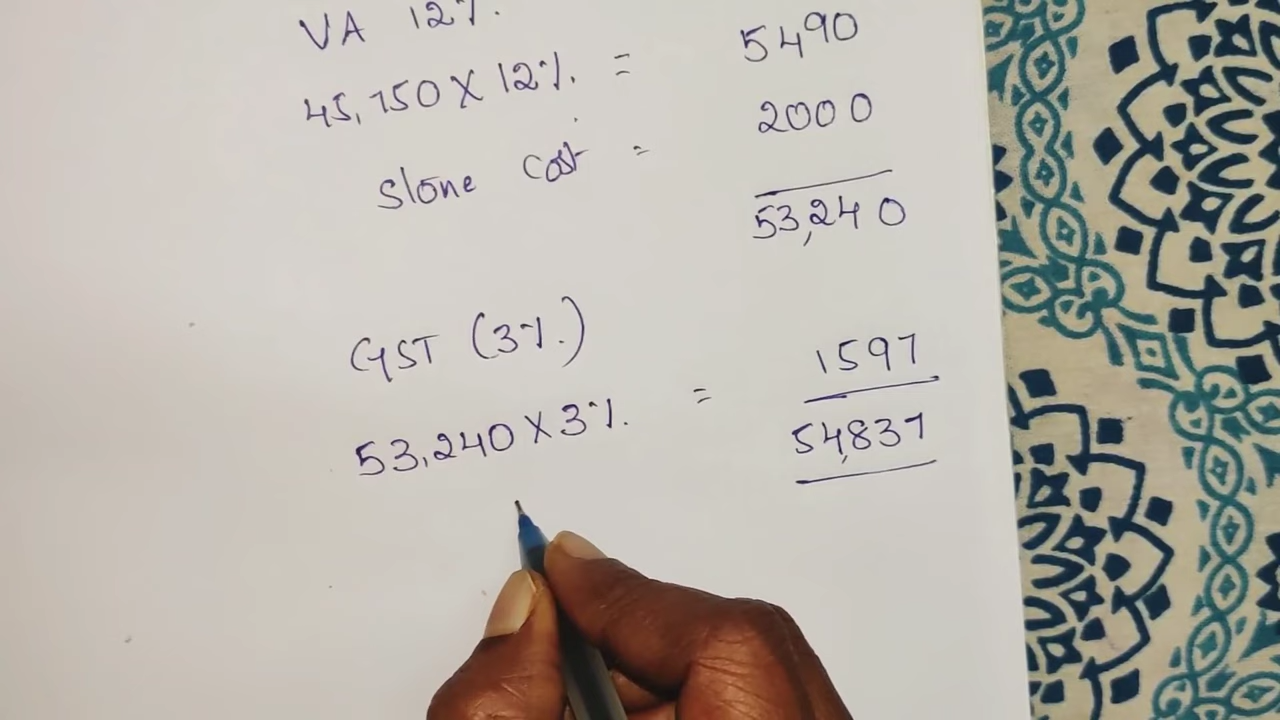 VA 12%.
45,750 X 12%. = 5490
Stone cost = 2000
53,240
GST (3%.)
53,240 X 3%. = 1597
54,837